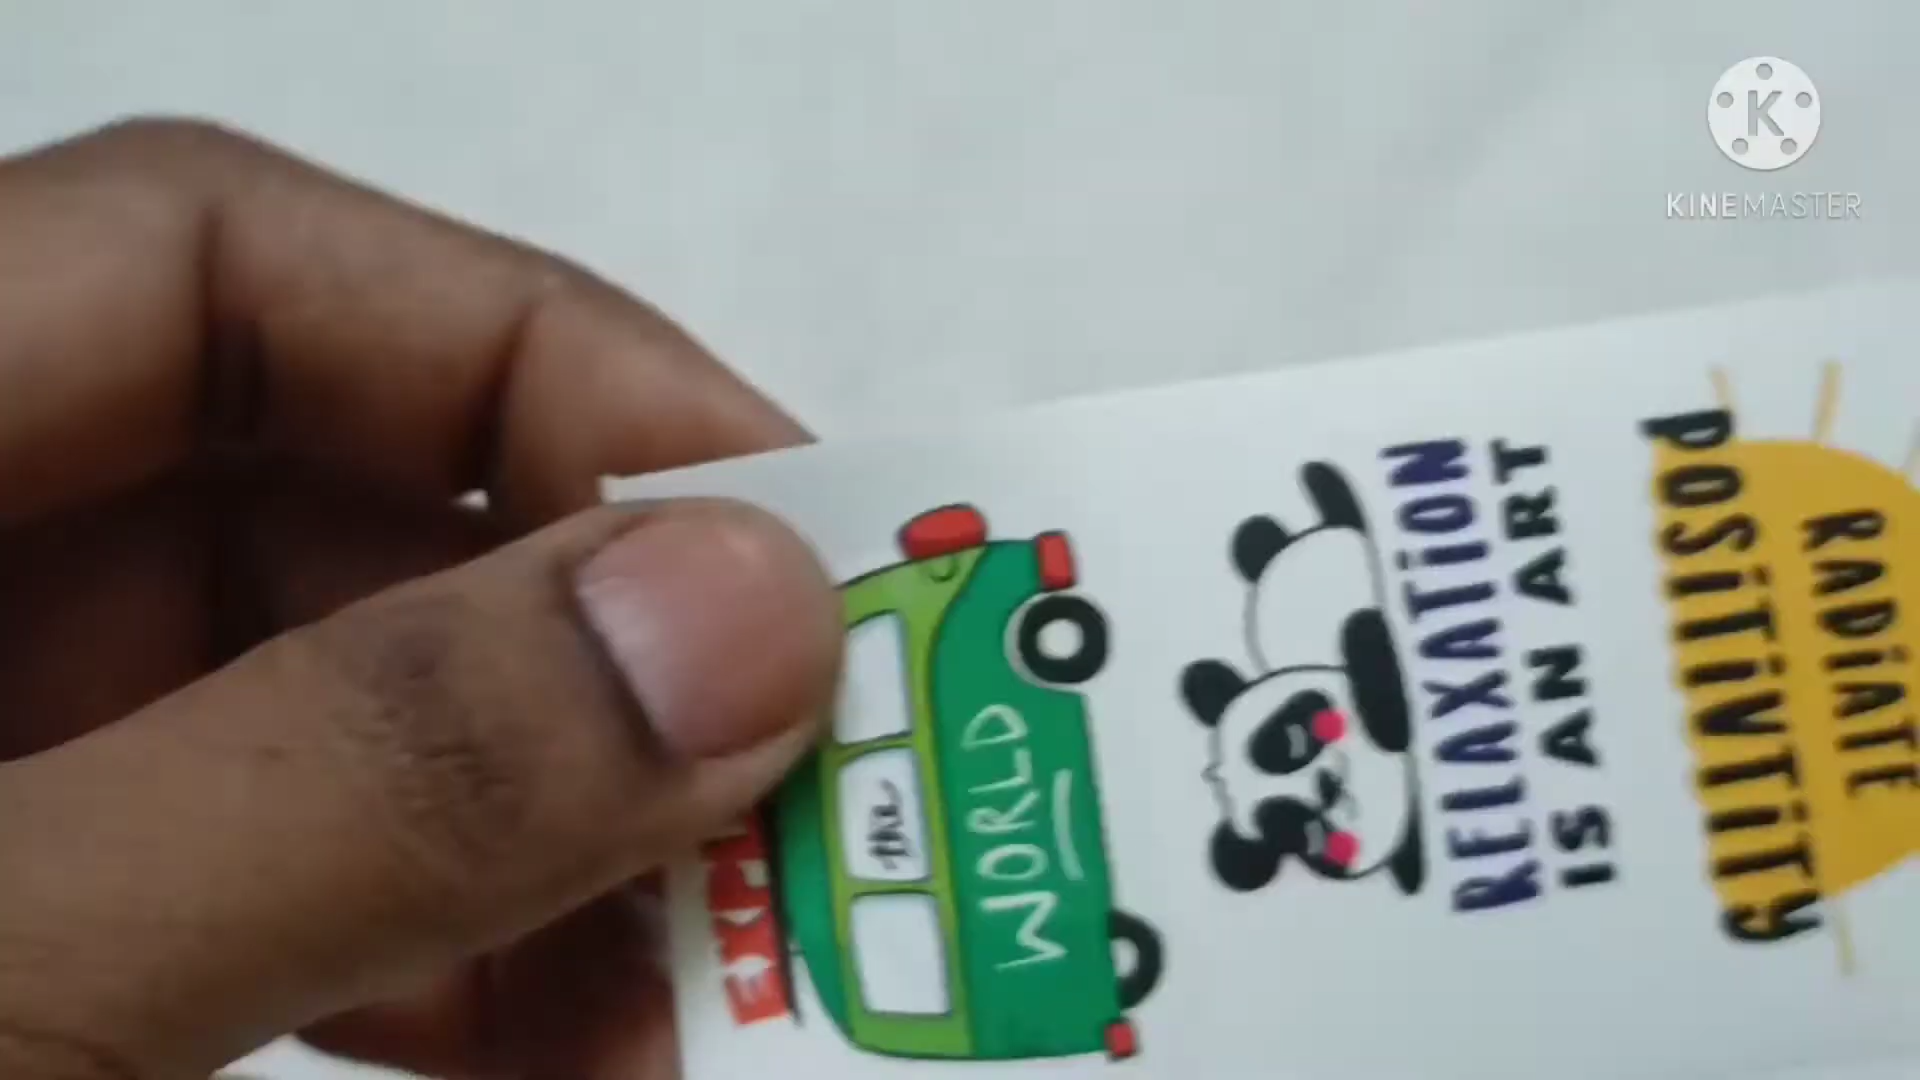 K
KINEMASTER
the
WORLD
RELAXATiON
IS AN ART
RADiATE
POSiTiViTY